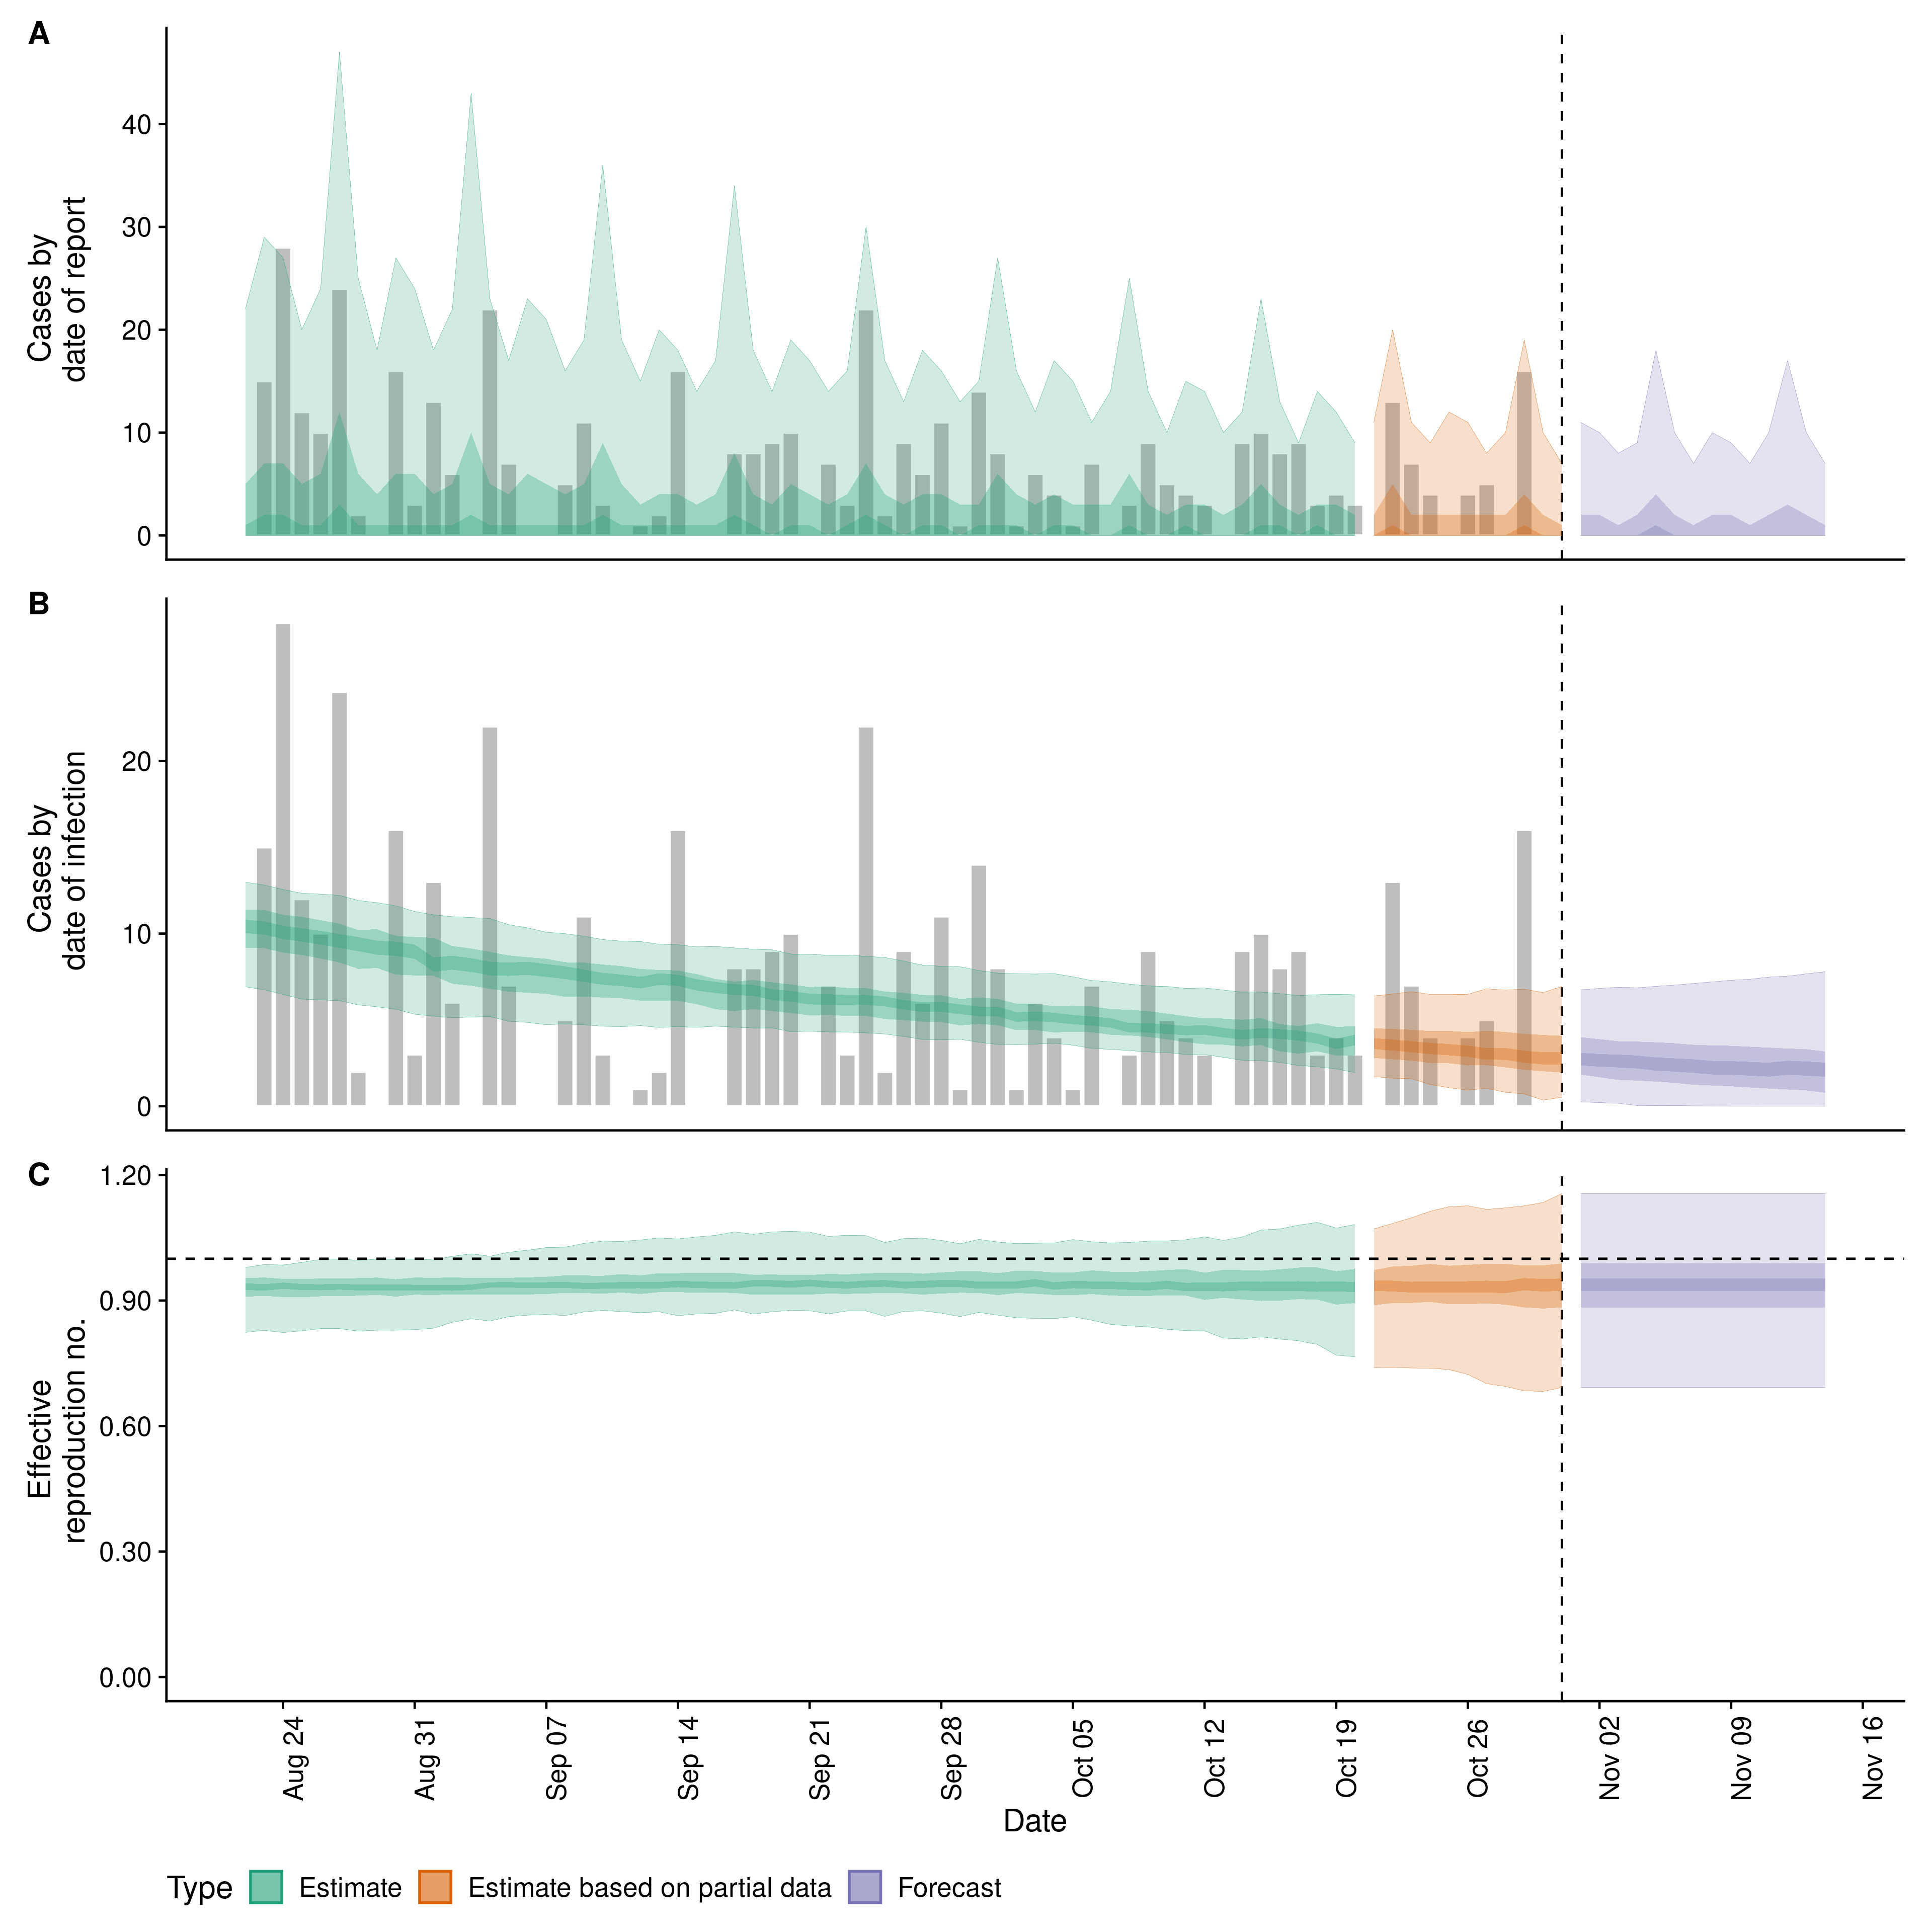 A
Cases by
date of report
40
30
20
10
0
B
Cases by
date of infection
20
10
0
C
Effective
reproduction no.
1.20
0.90
0.60
0.30
0.00
Aug 24
Aug 31
Sep 07
Sep 14
Sep 21
Sep 28
Oct 05
Oct 12
Oct 19
Oct 26
Nov 02
Nov 09
Nov 16
Date
Type Estimate Estimate based on partial data Forecast